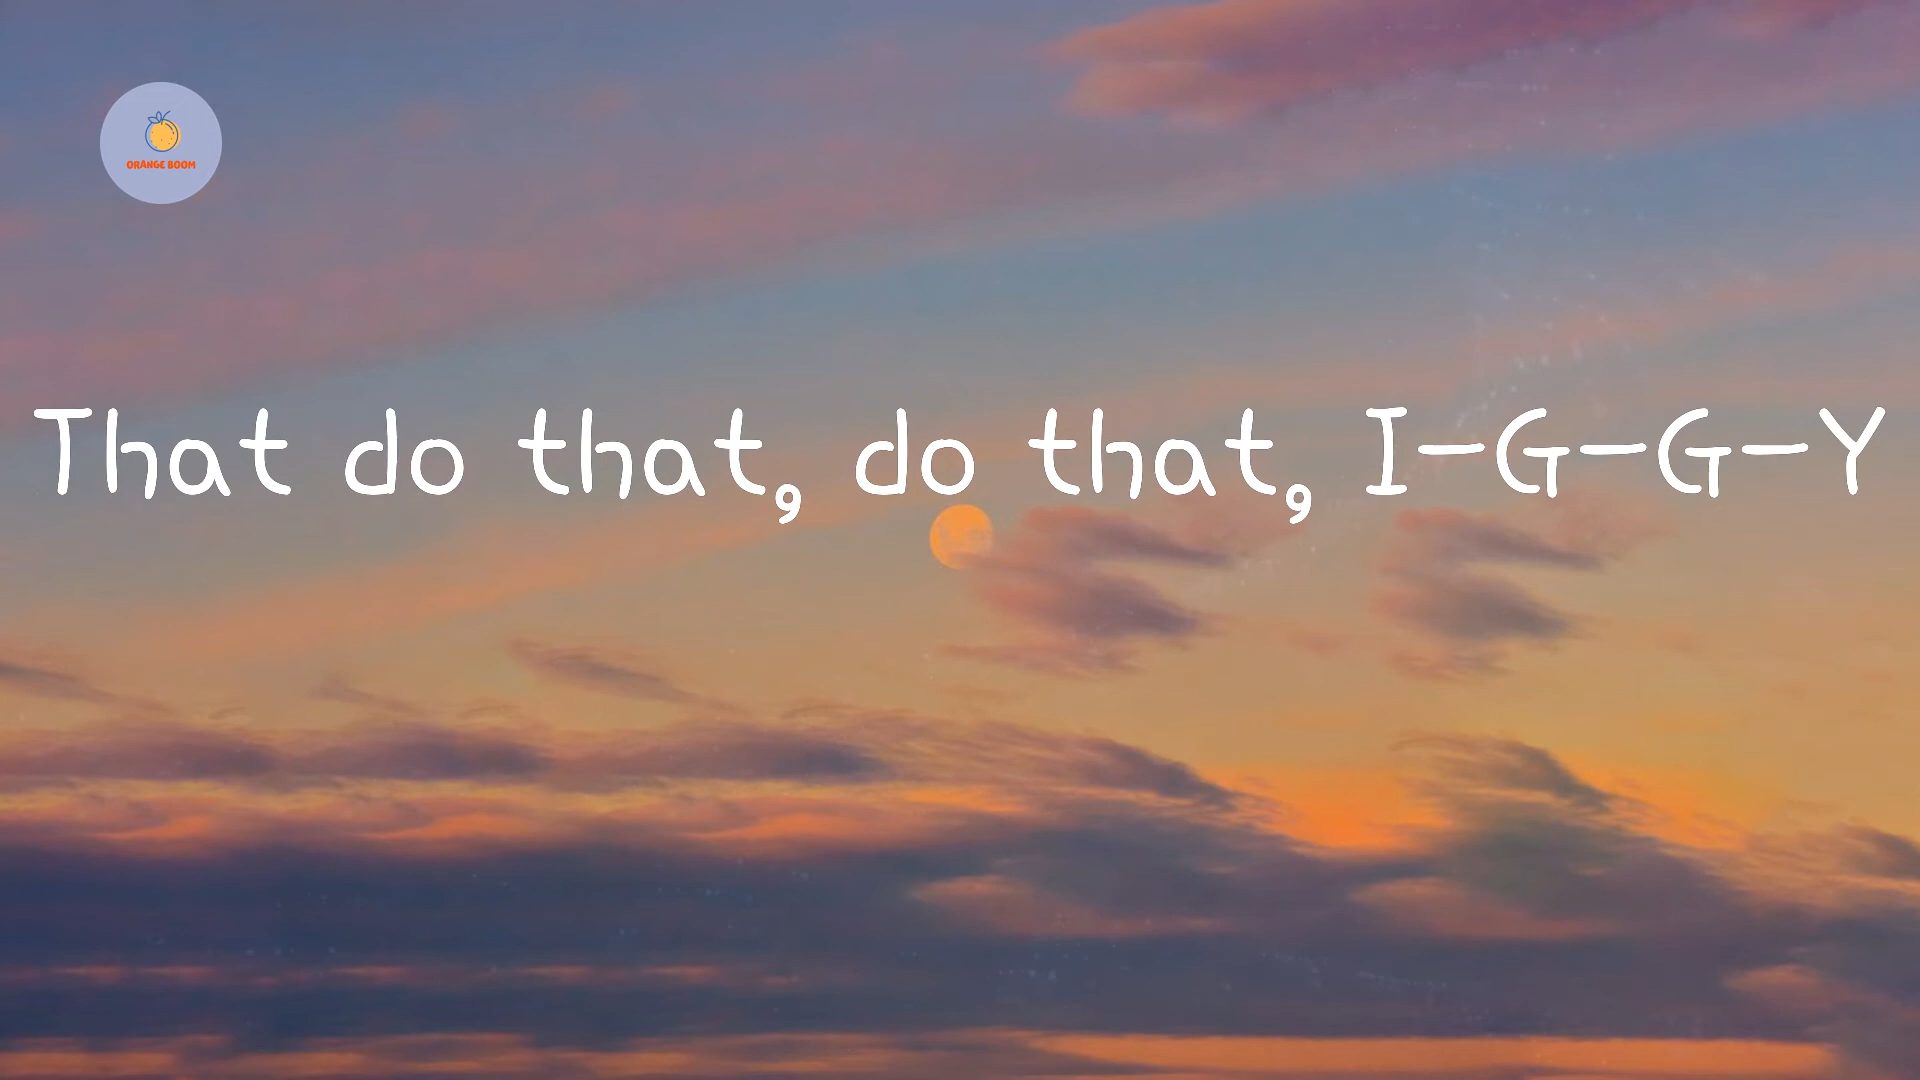 ORANGE BOOM
That do that, do that, I-G-G-Y